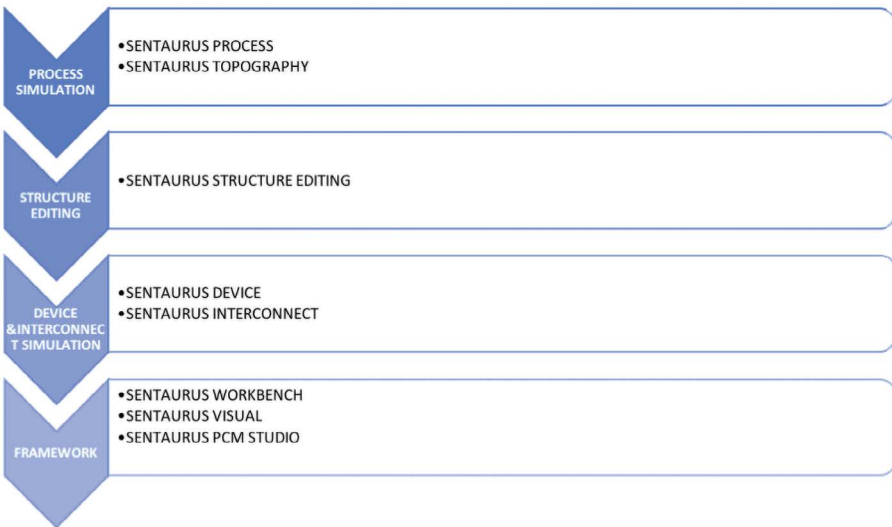 PROCESS
SIMULATION
•SENTAURUS PROCESS
•SENTAURUS TOPOGRAPHY
STRUCTURE
EDITING
•SENTAURUS STRUCTURE EDITING
DEVICE
&INTERCONNEC
T SIMULATION
•SENTAURUS DEVICE
•SENTAURUS INTERCONNECT
FRAMEWORK
•SENTAURUS WORKBENCH
•SENTAURUS VISUAL
•SENTAURUS PCM STUDIO